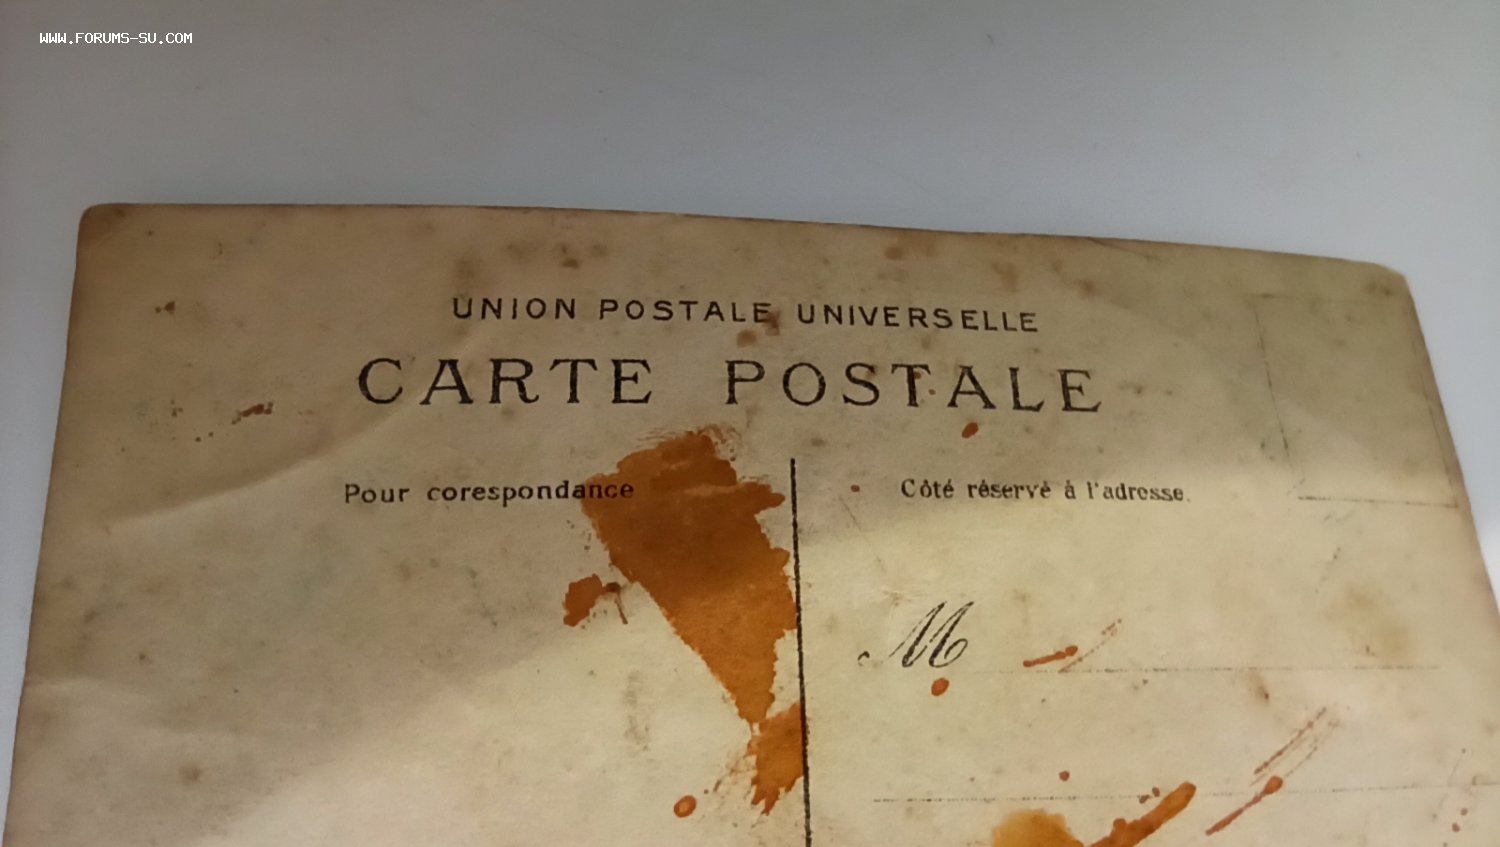 WWW.FORUMS-SU.COM
UNION POSTALE UNIVERSELLE
CARTE POSTALE
Pour corespondance
Côté réservé à l'adresse.
M